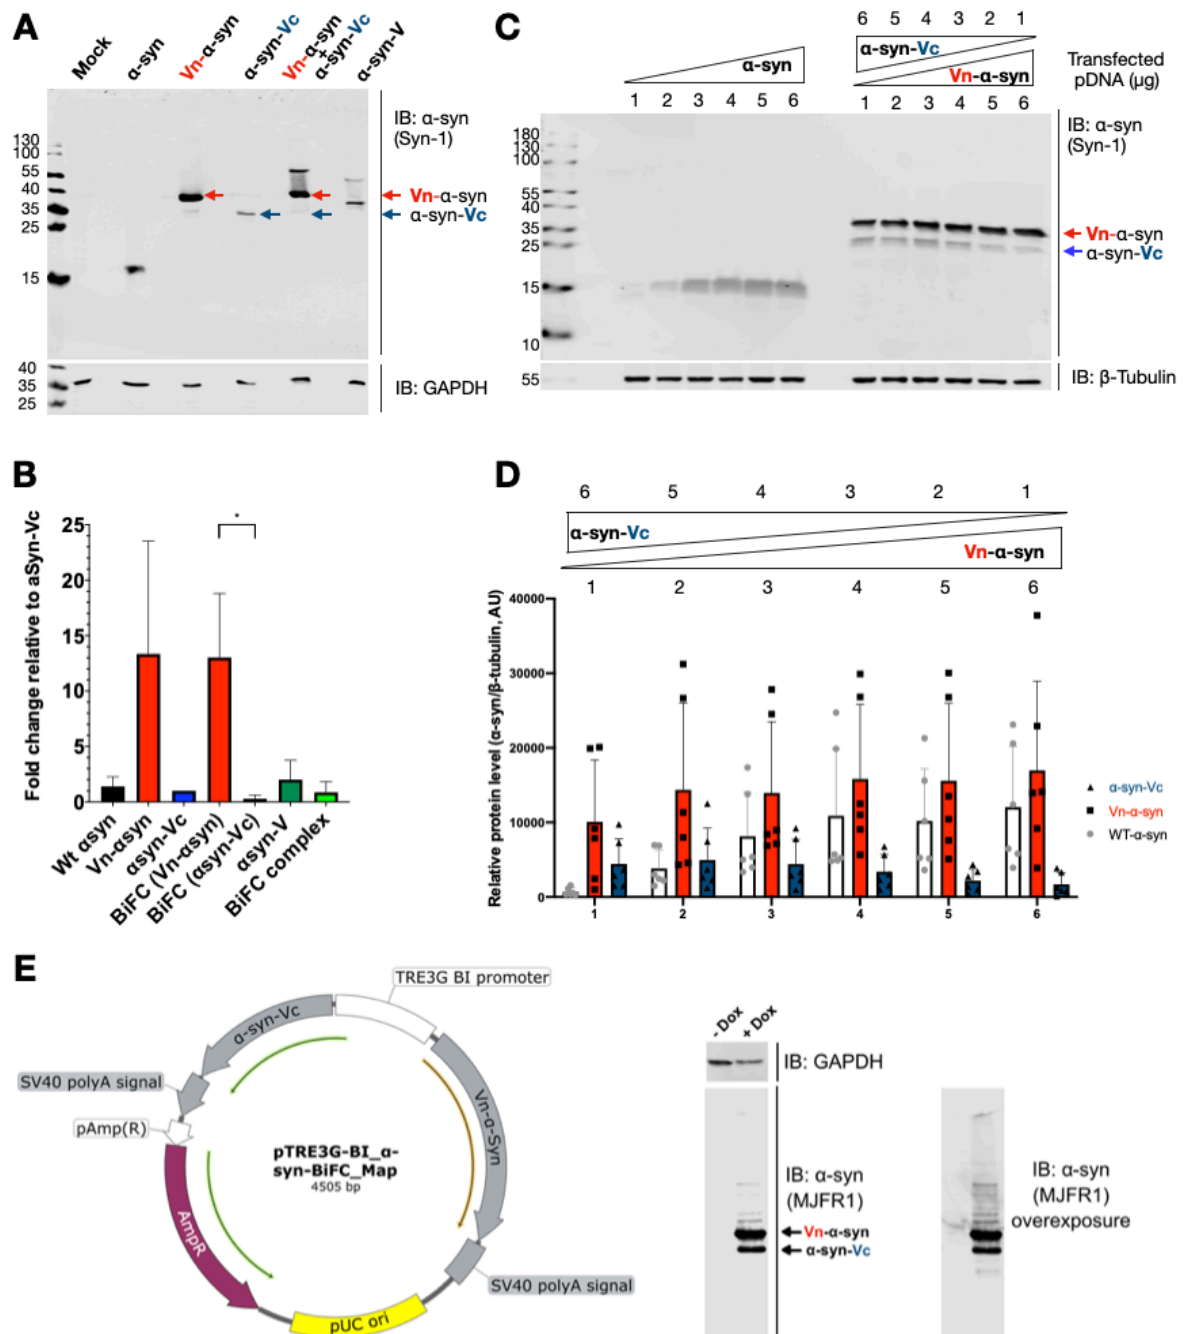 A
Mock
α-syn
Vn-α-syn
α-syn-Vc
Vn-α-syn
+
α-syn-Vc
α-syn-V
130
100
55
40
35
25
15
IB: α-syn
(Syn-1)
Vn-α-syn
α-syn-Vc
40
35
25
IB: GAPDH
C
α-syn
1 2 3 4 5 6
6 5 4 3 2 1
α-syn-Vc
Vn-α-syn
1 2 3 4 5 6
Transfected
pDNA (µg)
180
130
100
55
40
35
25
15
10
IB: α-syn
(Syn-1)
Vn-α-syn
α-syn-Vc
55
IB: β-Tubulin
B
Fold change relative to aSyn-Vc
25
20
15
10
5
0
*
Wt αsyn
Vn-αsyn
αsyn-Vc
BiFC (Vn-αsyn)
BiFC (αsyn-Vc)
αsyn-V
BiFC complex
D
6 5 4 3 2 1
α-syn-Vc
Vn-α-syn
1 2 3 4 5 6
Relative protein level (α-syn/β-tubulin, AU)
40000
30000
20000
10000
0
1 2 3 4 5 6
α-syn-Vc
Vn-α-syn
WT-α-syn
E
TRE3G BI promoter
α-syn-Vc
SV40 polyA signal
pAmp(R)
Vn-α-Syn
pTRE3G-BI_α-
syn-BiFC_Map
4505 bp
AmpR
SV40 polyA signal
pUC ori
- Dox
+ Dox
IB: GAPDH
IB: α-syn
(MJFR1)
Vn-α-syn
α-syn-Vc
IB: α-syn
(MJFR1)
overexposure